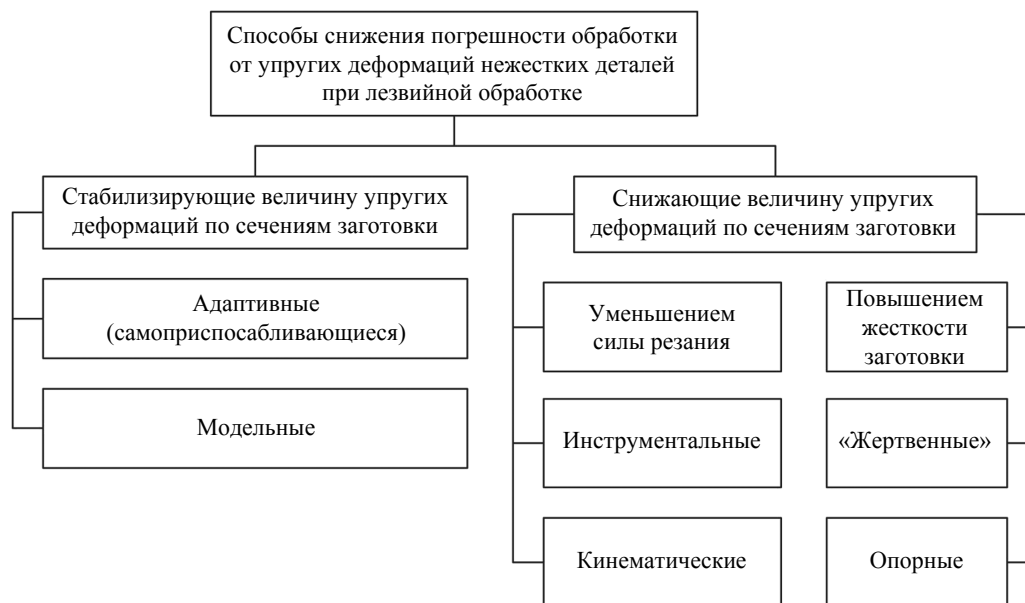 Способы снижения погрешности обработки
от упругих деформаций нежестких деталей
при лезвийной обработке
Стабилизирующие величину упругих
деформаций по сечениям заготовки
Адаптивные
(самоприспосабливающиеся)
Модельные
Снижающие величину упругих
деформаций по сечениям заготовки
Уменьшением
силы резания
Инструментальные
Кинематические
Повышением
жесткости
заготовки
«Жертвенные»
Опорные